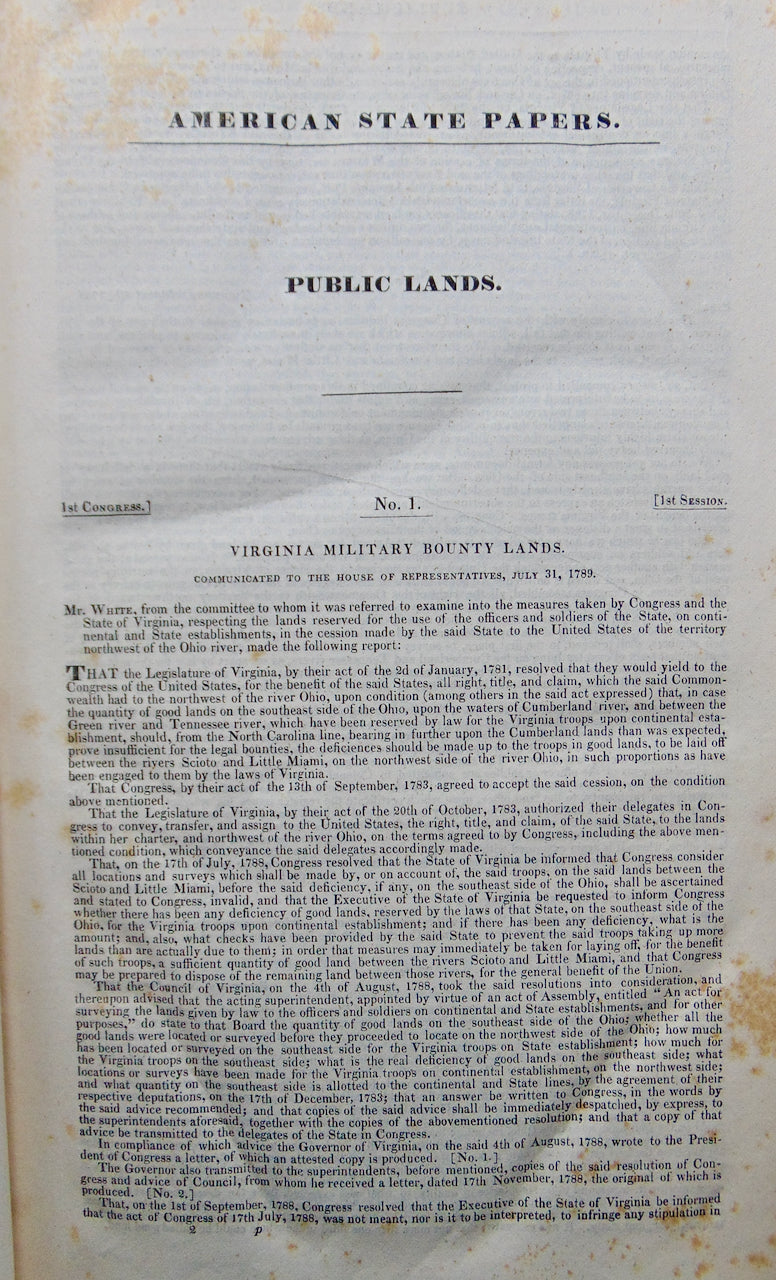 AMERICAN STATE PAPERS.
PUBLIC LANDS.
1st Congress.] No. 1. [1st Session.
VIRGINIA MILITARY BOUNTY LANDS.
COMMUNICATED TO THE HOUSE OF REPRESENTATIVES, JULY 31, 1789.
Mr. White, from the committee to whom it was referred to examine into the measures taken by Congress and the
State of Virginia, respecting the lands reserved for the use of the officers and soldiers of the State, on conti-
nental and State establishments, in the cession made by the said State to the United States of the territory
northwest of the Ohio river, made the following report:
THAT the Legislature of Virginia, by their act of the 2d of January, 1781, resolved that they would yield to the
Congress of the United States, for the benefit of the said States, all right, title, and claim, which the said Common-
wealth had to the northwest of the river Ohio, upon condition (among others in the said act expressed) that, in case
the quantity of good lands on the southeast side of the Ohio, upon the waters of Cumberland river, and between the
Green river and Tennessee river, which have been reserved by law for the Virginia troops upon continental esta-
blishment, should, from the North Carolina line, bearing in further upon the Cumberland lands than was expected,
prove insufficient for the legal bounties, the deficiences should be made up to the troops in good lands, to be laid off
between the rivers Scioto and Little Miami, on the northwest side of the river Ohio, in such proportions as have
been engaged to them by the laws of Virginia.
That Congress, by their act of the 13th of September, 1783, agreed to accept the said cession, on the condition
above mentioned.
That the Legislature of Virginia, by their act of the 20th of October, 1783, authorized their delegates in Con-
gress to convey, transfer, and assign to the United States, the right, title, and claim, of the said State, to the lands
within her charter, and northwest of the river Ohio, on the terms agreed to by Congress, including the above men-
tioned condition, which conveyance the said delegates accordingly made.
That, on the 17th of July, 1788, Congress resolved that the State of Virginia be informed that Congress consider
all locations and surveys which shall be made by, or on account of, the said troops, on the said lands between the
Scioto and Little Miami, before the said deficiency, if any, on the southeast side of the Ohio, shall be ascertained
and stated to Congress, invalid, and that the Executive of the State of Virginia be requested to inform Congress
whether there has been any deficiency of good lands, reserved by the laws of that State, on the southeast side of the
Ohio, for the Virginia troops upon continental establishment; and if there has been any deficiency, what is the
amount; and, also, what checks have been provided by the said State to prevent the said troops taking up more
lands than are actually due to them; in order that measures may immediately be taken for laying off, for the benefit
of such troops, a sufficient quantity of good land between the rivers Scioto and Little Miami, and that Congress
may be prepared to dispose of the remaining land between those rivers, for the general benefit of the Union.
That the Council of Virginia, on the 4th of August, 1788, took the said resolutions into consideration, and
thereupon advised that the acting superintendent, appointed by virtue of an act of Assembly, entitled "An act for
surveying the lands given by law to the officers and soldiers on continental and State establishments, and for other
purposes," do state to that Board the quantity of good lands on the southeast side of the Ohio; whether all the
good lands were located or surveyed before they proceeded to locate on the northwest side of the Ohio; how much
has been located or surveyed on the southeast side for the Virginia troops on State establishment; how much for
the Virginia troops on the southeast side; what is the real deficiency of good lands on the southeast side; what
locations or surveys have been made for the Virginia troops on continental establishment, on the northwest side;
and what quantity on the southeast side is allotted to the continental and State lines, by the agreement of their
respective deputations, on the 17th of December, 1783; that an answer be written to Congress, in the words by
the said advice recommended; and that copies of the said advice shall be immediately despatched, by express, to
the superintendents aforesaid, together with the copies of the abovementioned resolution; and that a copy of that
advice be transmitted to the delegates of the State in Congress.
In compliance of which advice the Governor of Virginia, on the said 4th of August, 1788, wrote to the Presi-
dent of Congress a letter, of which an attested copy is produced. [No. 1.]
The Governor also transmitted to the superintendents, before mentioned, copies of the said resolution of Con-
gress and advice of Council, from whom he received a letter, dated 17th November, 1788, the original of which is
produced. [No. 2.]
That, on the 1st of September, 1788, Congress resolved that the Executive of the State of Virginia be informed
that the act of Congress of 17th July, 1788, was not meant, nor is it to be interpreted, to infringe any stipulation in
2 p